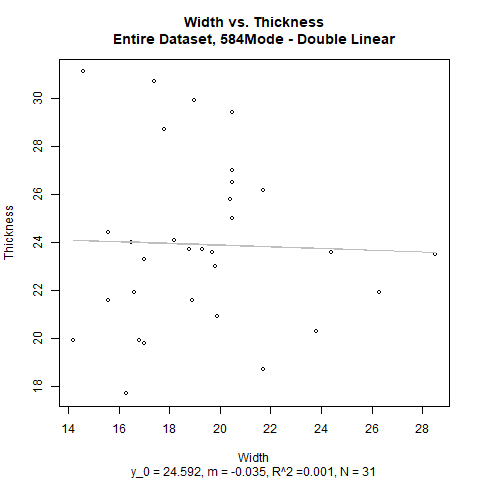 Width vs. Thickness
Entire Dataset, 584Mode - Double Linear
Thickness
30
28
26
24
22
20
18
14 16 18 20 22 24 26 28
Width
y_0 = 24.592, m = -0.035, R^2 =0.001, N = 31